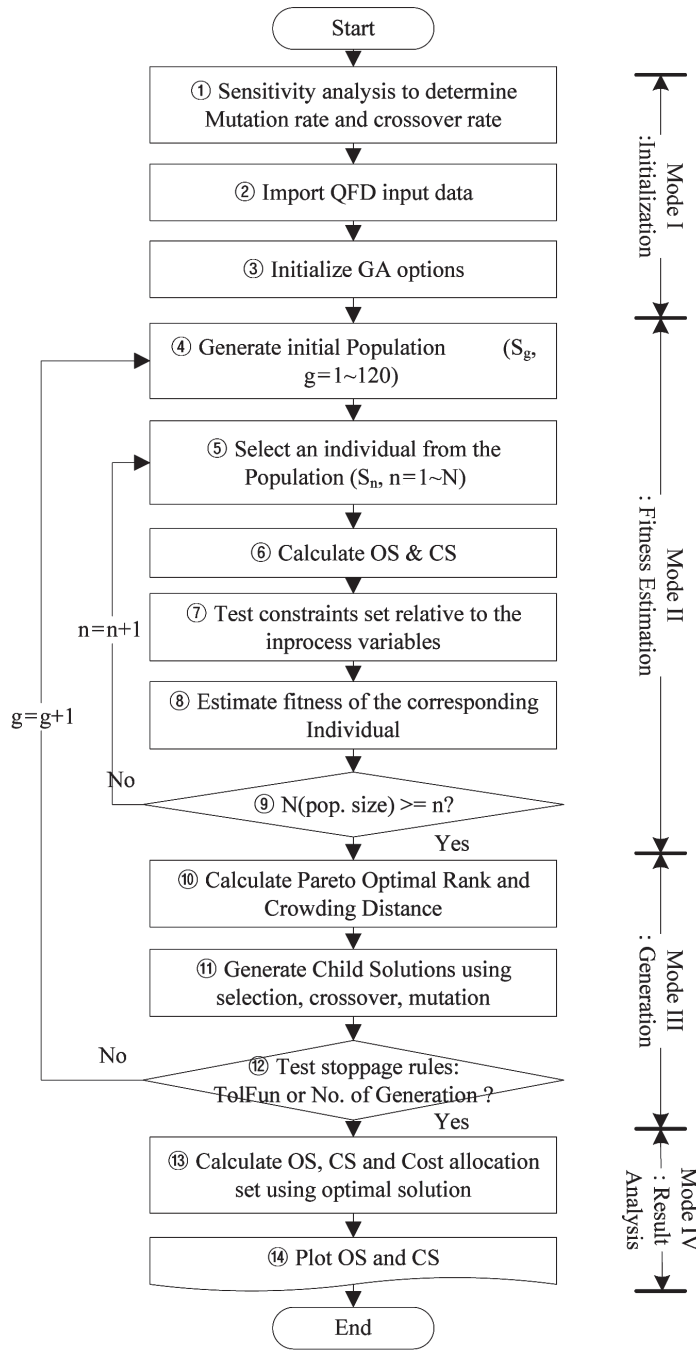 Start
① Sensitivity analysis to determine
Mutation rate and crossover rate
② Import QFD input data
③ Initialize GA options
④ Generate initial Population (Sg,
g=1~120)
⑤ Select an individual from the
Population (Sn, n=1~N)
⑥ Calculate OS & CS
⑦ Test constraints set relative to the
inprocess variables
⑧ Estimate fitness of the corresponding
Individual
⑨ N(pop. size) >= n?
Yes
No
n=n+1
⑩ Calculate Pareto Optimal Rank and
Crowding Distance
⑪ Generate Child Solutions using
selection, crossover, mutation
⑫ Test stoppage rules:
TolFun or No. of Generation ?
Yes
No
g=g+1
⑬ Calculate OS, CS and Cost allocation
set using optimal solution
⑭ Plot OS and CS
End
Mode I
:Initialization
Mode II
: Fitness Estimation
Mode III
: Generation
Mode IV
: Result
Analysis